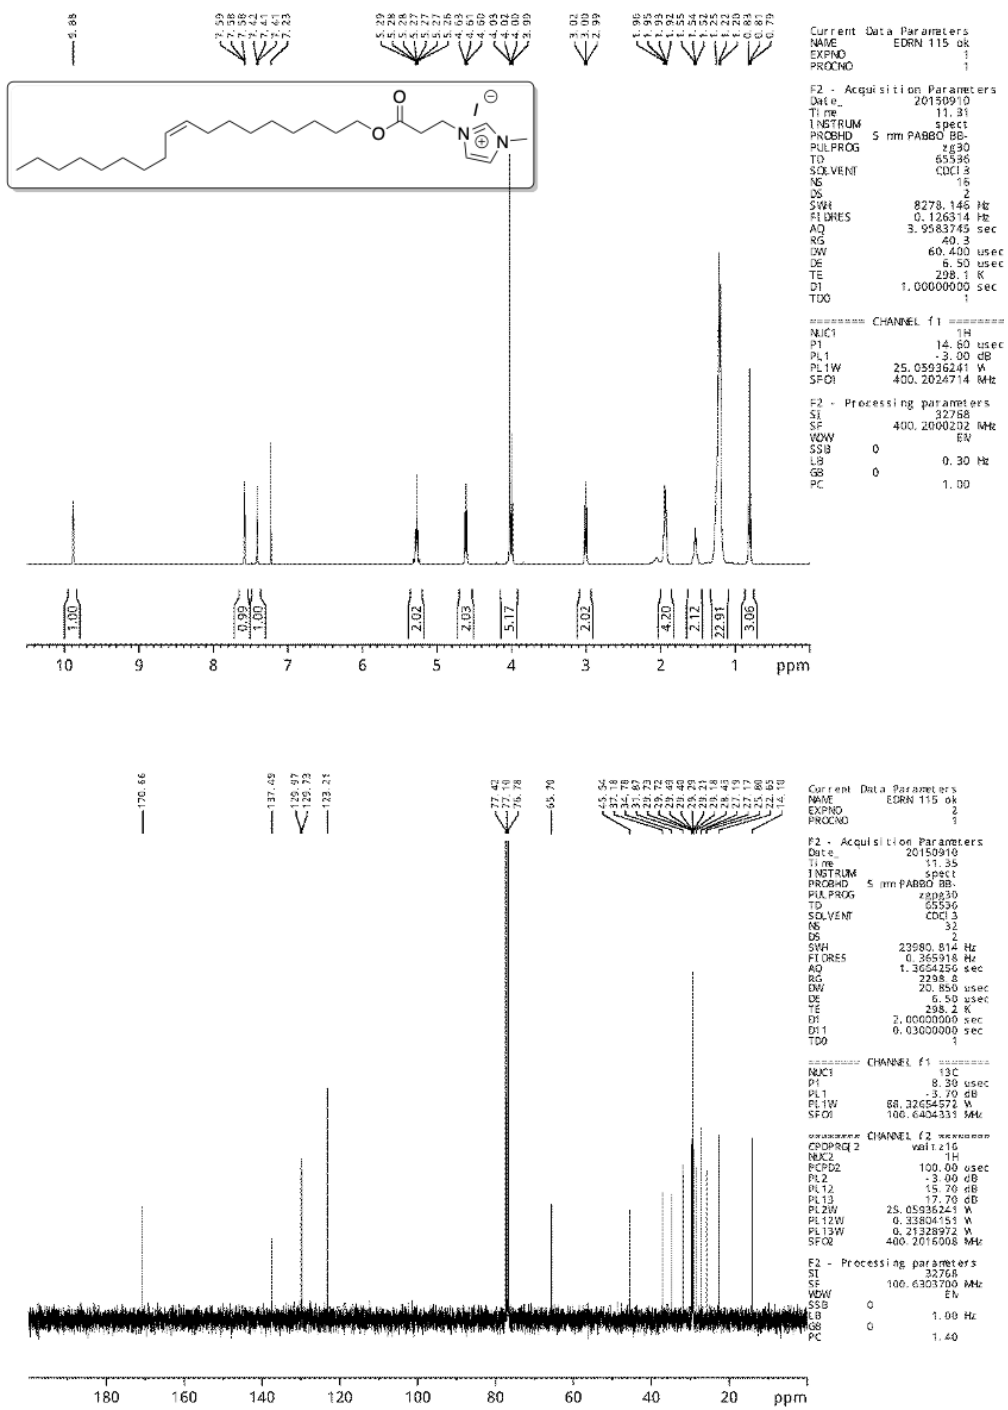 9.88
7.59
7.58
7.58
7.42
7.41
7.41
7.23
5.29
5.28
5.28
5.27
5.27
5.27
5.26
4.63
4.61
4.60
4.03
4.02
4.00
3.99
3.02
3.00
2.99
1.96
1.95
1.93
1.92
1.55
1.54
1.52
1.25
1.22
1.20
0.83
0.81
0.79
Current Data Parameters
NAME EDRN 115 ok
EXPNO 1
PROCNO 1
F2 - Acquisition Parameters
Date_ 20150910
Time 11.31
INSTRUM spect
PROBHD 5 mm PABBO BB-
PULPROG zg30
TD 65536
SOLVENT CDCl3
NS 16
DS 2
SWH 8278.146 Hz
FIDRES 0.126314 Hz
AQ 3.9583745 sec
RG 40.3
DW 60.400 usec
DE 6.50 usec
TE 298.1 K
D1 1.00000000 sec
TD0 1
======== CHANNEL f1 ========
NUC1 1H
P1 14.60 usec
PL1 -3.00 dB
PL1W 25.05936241 W
SFO1 400.2024714 MHz
F2 - Processing parameters
SI 32768
SF 400.2000202 MHz
WDW EM
SSB 0
LB 0.30 Hz
GB 0
PC 1.00
O
O
I ⊖
N
⊕
N
1.00
0.99
1.00
2.02
2.03
5.17
2.02
4.20
2.12
22.91
3.06
10 9 8 7 6 5 4 3 2 1 ppm
170.66
137.49
129.97
129.73
123.21
77.42
77.10
76.78
65.70
45.54
37.18
34.78
31.87
29.73
29.72
29.49
29.40
29.29
29.21
29.18
28.45
27.19
27.17
25.80
22.65
14.10
Current Data Parameters
NAME EDRN 115 ok
EXPNO 2
PROCNO 1
F2 - Acquisition Parameters
Date_ 20150910
Time 11.35
INSTRUM spect
PROBHD 5 mm PABBO BB-
PULPROG zgpg30
TD 65536
SOLVENT CDCl3
NS 32
DS 2
SWH 23980.814 Hz
FIDRES 0.365918 Hz
AQ 1.3664256 sec
RG 2298.8
DW 20.850 usec
DE 6.50 usec
TE 298.2 K
D1 2.00000000 sec
D11 0.03000000 sec
TD0 1
======== CHANNEL f1 ========
NUC1 13C
P1 8.30 usec
PL1 -3.70 dB
PL1W 68.32654572 W
SFO1 100.6404331 MHz
======== CHANNEL f2 ========
CPDPRG[2 waltz16
NUC2 1H
PCPD2 100.00 usec
PL2 -3.00 dB
PL12 15.70 dB
PL13 17.70 dB
PL2W 25.05936241 W
PL12W 0.33804151 W
PL13W 0.21328972 W
SFO2 400.2016008 MHz
F2 - Processing parameters
SI 32768
SF 100.6303700 MHz
WDW EM
SSB 0
LB 1.00 Hz
GB 0
PC 1.40
180 160 140 120 100 80 60 40 20 ppm